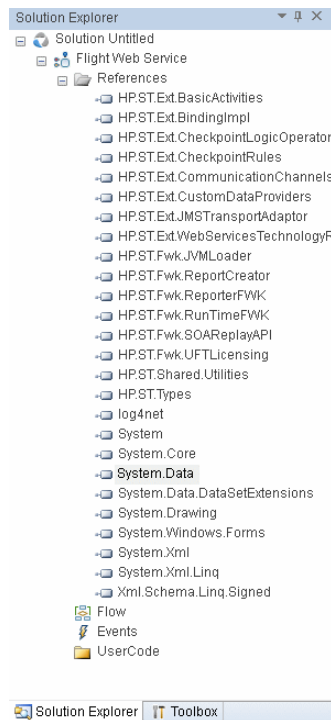 Solution Explorer
Solution Untitled
Flight Web Service
References
HP.ST.Ext.BasicActivities
HP.ST.Ext.BindingImpl
HP.ST.Ext.CheckpointLogicOperator
HP.ST.Ext.CheckpointRules
HP.ST.Ext.CommunicationChannels
HP.ST.Ext.CustomDataProviders
HP.ST.Ext.JMSTransportAdaptor
HP.ST.Ext.WebServicesTechnologyR
HP.ST.Fwk.JVMLoader
HP.ST.Fwk.ReportCreator
HP.ST.Fwk.ReporterFWK
HP.ST.Fwk.RunTimeFWK
HP.ST.Fwk.SOAReplayAPI
HP.ST.Fwk.UFTLicensing
HP.ST.Shared.Utilities
HP.ST.Types
log4net
System
System.Core
System.Data
System.Data.DataSetExtensions
System.Drawing
System.Windows.Forms
System.Xml
System.Xml.Linq
Xml.Schema.Linq.Signed
Flow
Events
UserCode
Solution Explorer Toolbox